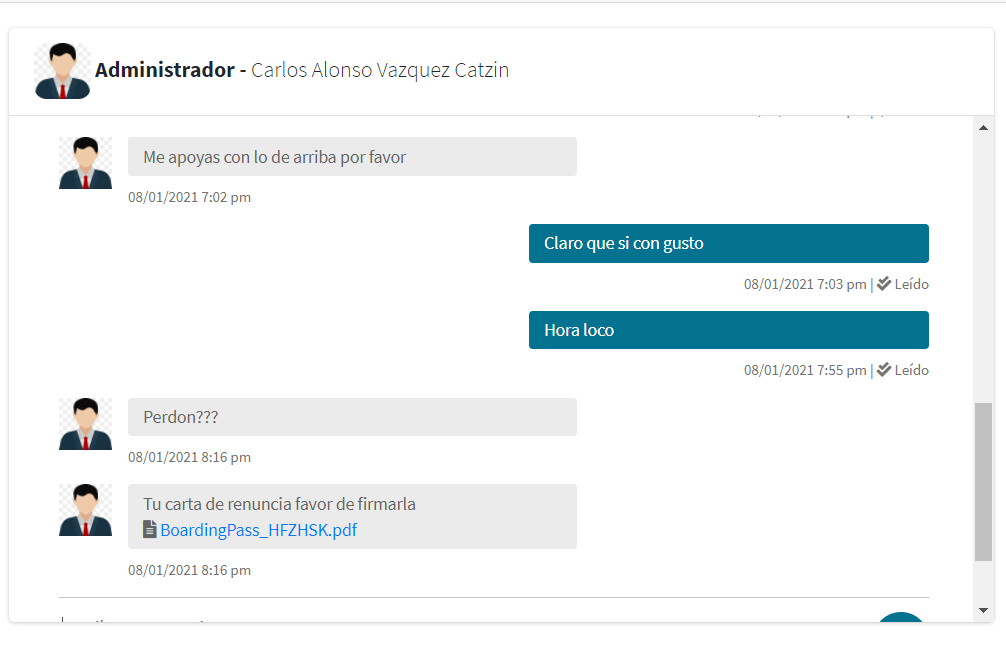 Administrador - Carlos Alonso Vazquez Catzin
Me apoyas con lo de arriba por favor
08/01/2021 7:02 pm
Claro que si con gusto
08/01/2021 7:03 pm | Leído
Hora loco
08/01/2021 7:55 pm | Leído
Perdon???
08/01/2021 8:16 pm
Tu carta de renuncia favor de firmarla
BoardingPass_HFZHSK.pdf
08/01/2021 8:16 pm